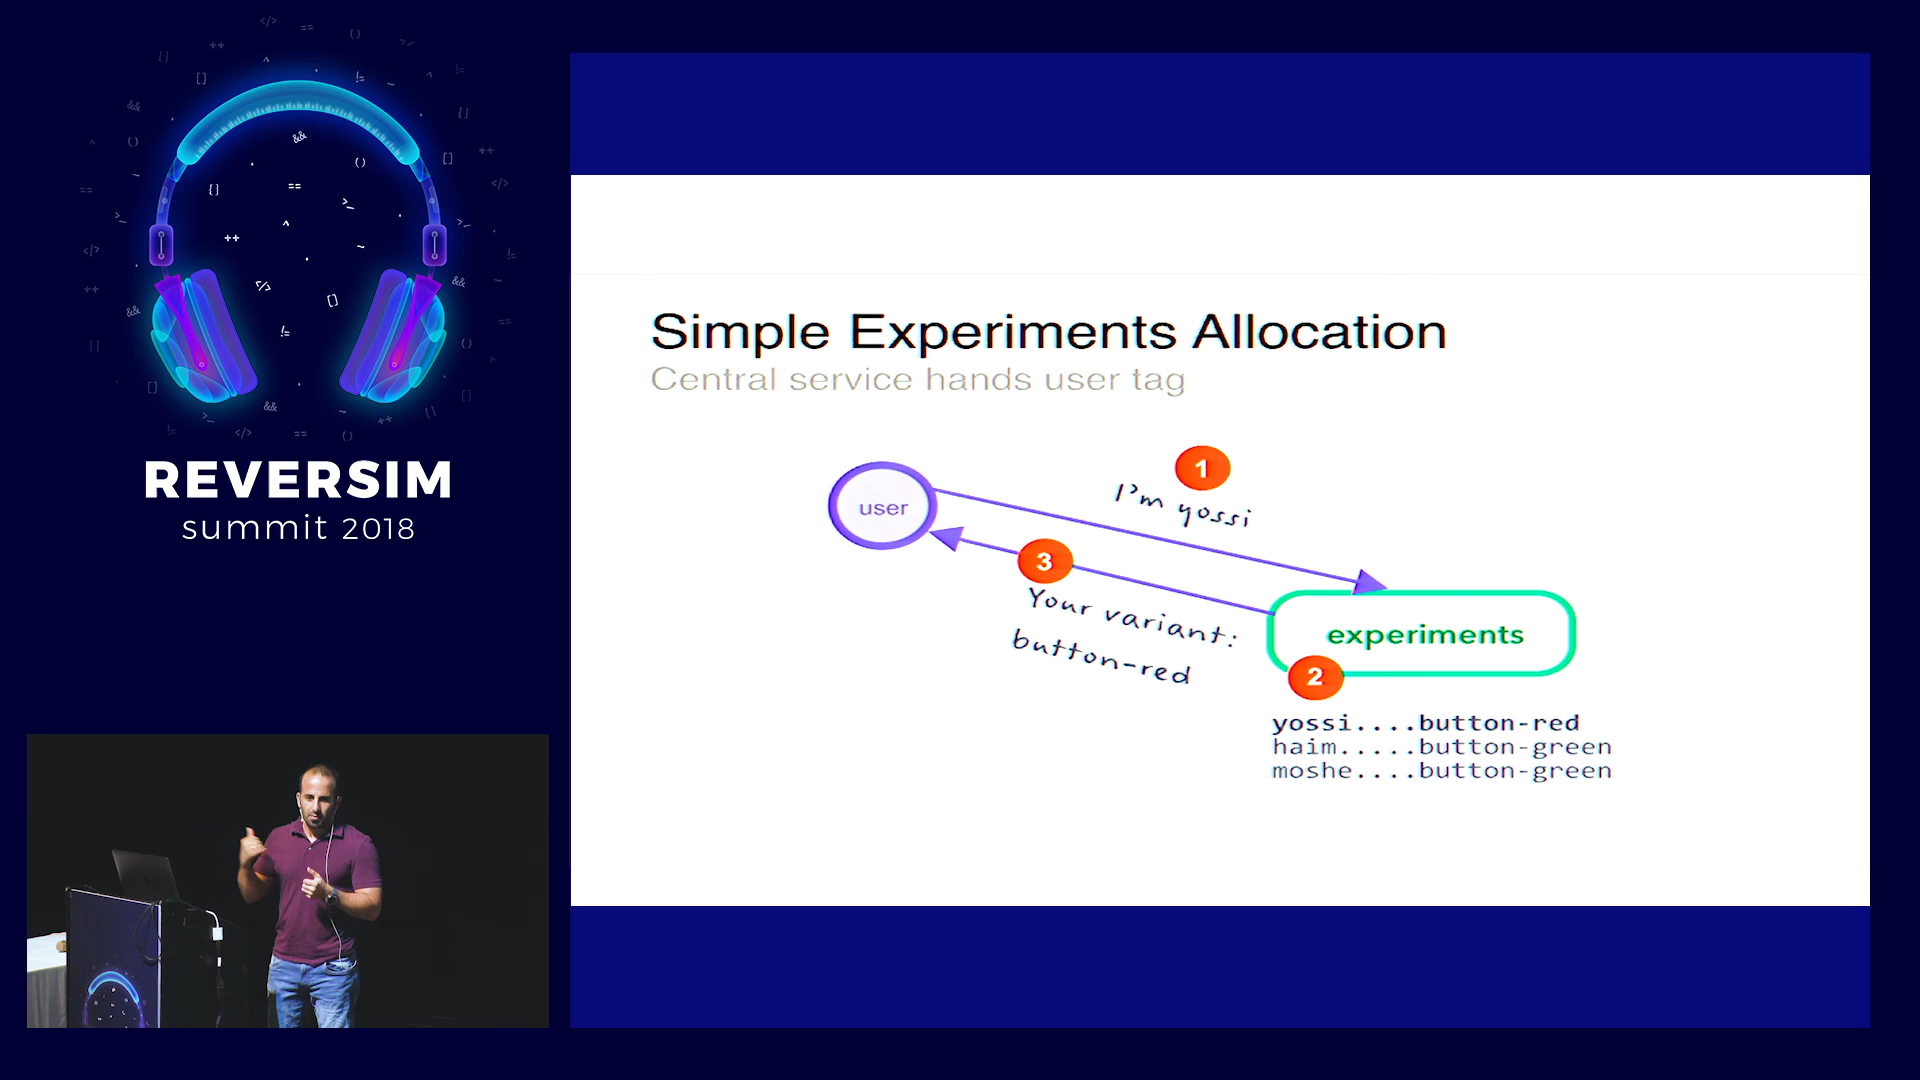 REVERSIM
summit 2018
Simple Experiments Allocation
Central service hands user tag
user
1
I'm yossi
3
Your variant:
button-red
experiments
2
yossi....button-red
haim.....button-green
moshe....button-green